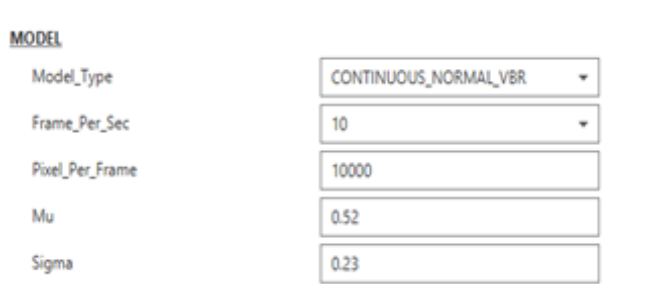 MODEL
Model_Type CONTINUOUS_NORMAL_VBR
Frame_Per_Sec 10
Pixel_Per_Frame 10000
Mu 0.52
Sigma 0.23